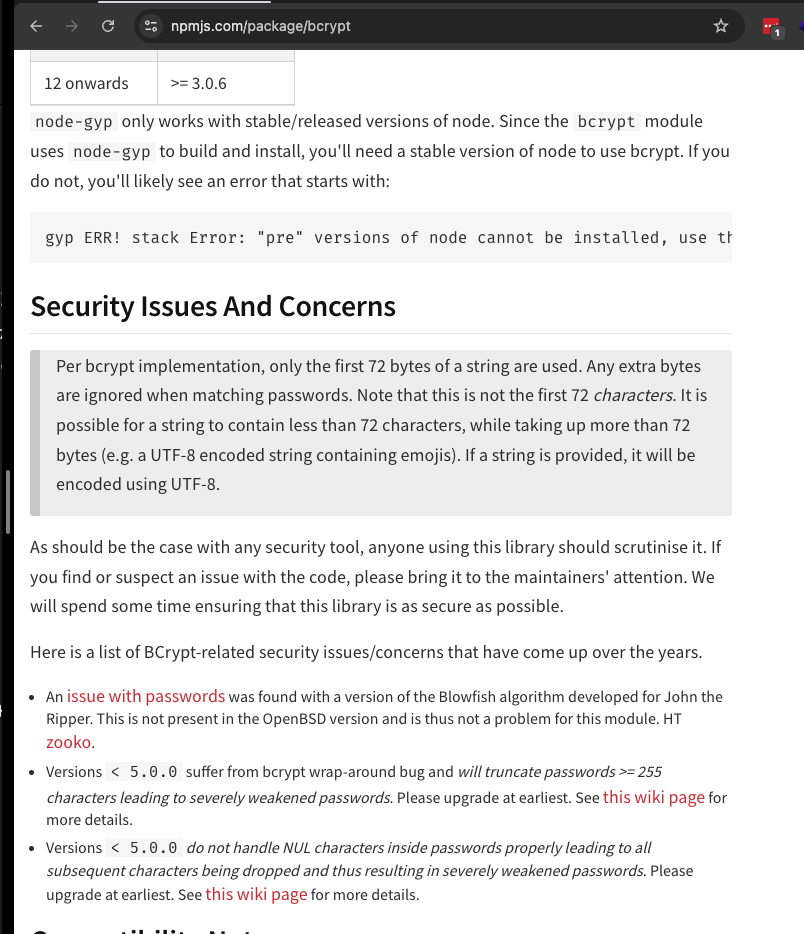 npmjs.com/package/bcrypt
1
12 onwards >= 3.0.6
node-gyp only works with stable/released versions of node. Since the bcrypt module
uses node-gyp to build and install, you'll need a stable version of node to use bcrypt. If you
do not, you'll likely see an error that starts with:
gyp ERR! stack Error: "pre" versions of node cannot be installed, use
Security Issues And Concerns
Per bcrypt implementation, only the first 72 bytes of a string are used. Any extra bytes
are ignored when matching passwords. Note that this is not the first 72 characters. It is
possible for a string to contain less than 72 characters, while taking up more than 72
bytes (e.g. a UTF-8 encoded string containing emojis). If a string is provided, it will be
encoded using UTF-8.
As should be the case with any security tool, anyone using this library should scrutinise it. If
you find or suspect an issue with the code, please bring it to the maintainers' attention. We
will spend some time ensuring that this library is as secure as possible.
Here is a list of BCrypt-related security issues/concerns that have come up over the years.
• An issue with passwords was found with a version of the Blowfish algorithm developed for John the
Ripper. This is not present in the OpenBSD version and is thus not a problem for this module. HT
zooko.
• Versions < 5.0.0 suffer from bcrypt wrap-around bug and will truncate passwords >= 255
characters leading to severely weakened passwords. Please upgrade at earliest. See this wiki page for
more details.
• Versions < 5.0.0 do not handle NUL characters inside passwords properly leading to all
subsequent characters being dropped and thus resulting in severely weakened passwords. Please
upgrade at earliest. See this wiki page for more details.